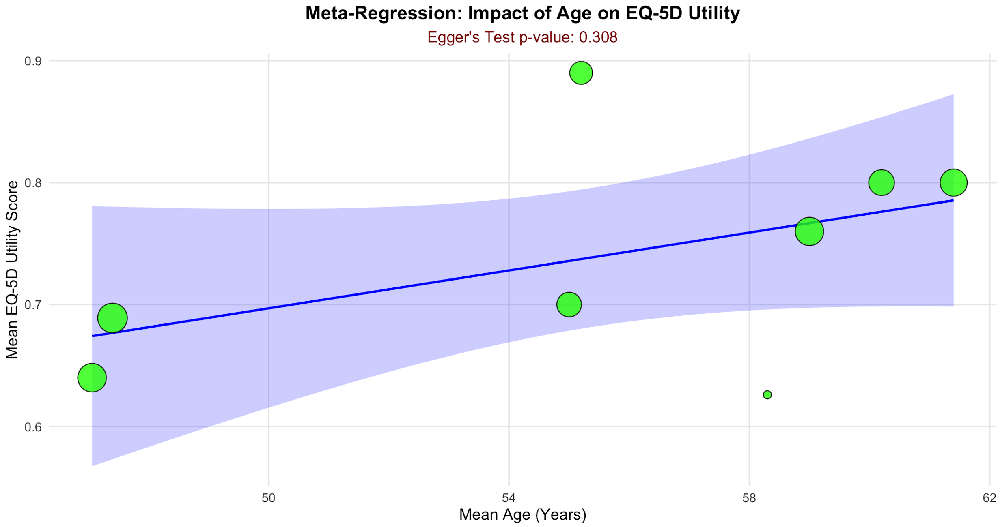 Meta-Regression: Impact of Age on EQ-5D Utility
Egger's Test p-value: 0.308
Mean EQ-5D Utility Score
0.9
0.8
0.7
0.6
50 54 58 62
Mean Age (Years)